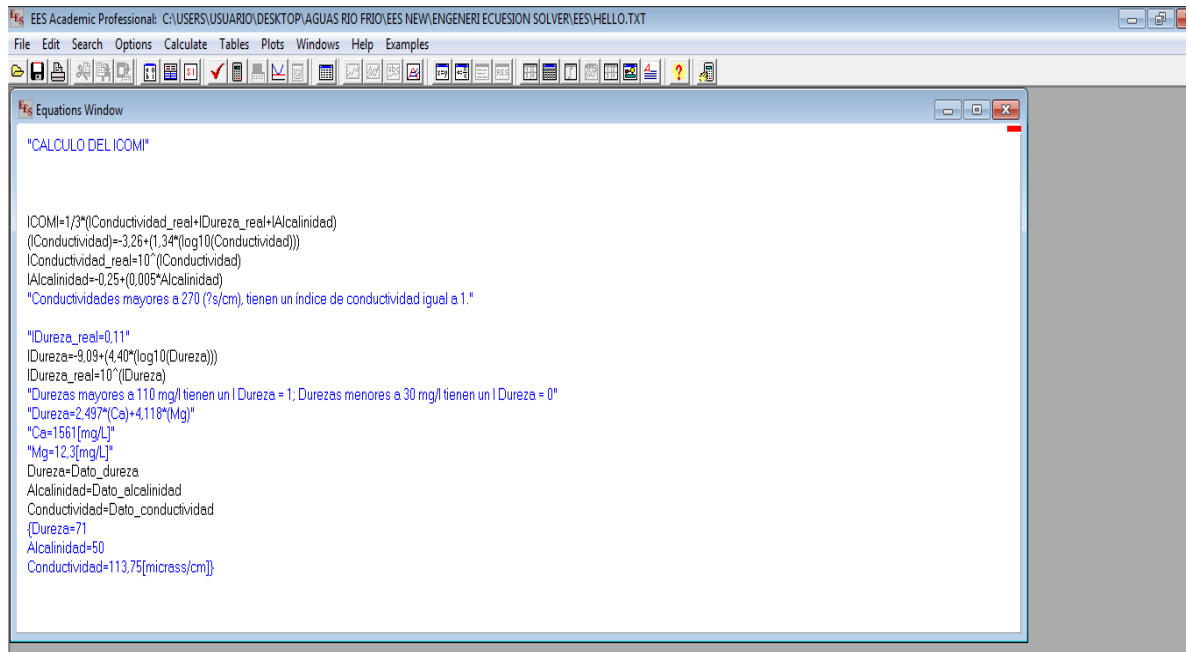 EES Academic Professional: C:\USERS\USUARIO\DESKTOP\AGUAS RIO FRIO\EES NEW\ENGENERI ECUESION SOLVER\EES\HELLO.TXT
File Edit Search Options Calculate Tables Plots Windows Help Examples
EES Equations Window
"CALCULO DEL ICOMI"
ICOMI=1/3*(IConductividad_real+IDureza_real+IAlcalinidad)
(IConductividad)=-3,26+(1,34*(log10(Conductividad)))
IConductividad_real=10^(IConductividad)
IAlcalinidad=-0,25+(0,005*Alcalinidad)
"Conductividades mayores a 270 (?s/cm), tienen un índice de conductividad igual a 1."
"IDureza_real=0,11"
IDureza=-9,09+(4,40*(log10(Dureza)))
IDureza_real=10^(IDureza)
"Durezas mayores a 110 mg/l tienen un I Dureza = 1; Durezas menores a 30 mg/l tienen un I Dureza = 0"
"Dureza=2,497*(Ca)+4,118*(Mg)"
"Ca=1561[mg/L]"
"Mg=12,3[mg/L]"
Dureza=Dato_dureza
Alcalinidad=Dato_alcalinidad
Conductividad=Dato_conductividad
{Dureza=71
Alcalinidad=50
Conductividad=113,75[micrass/cm]}